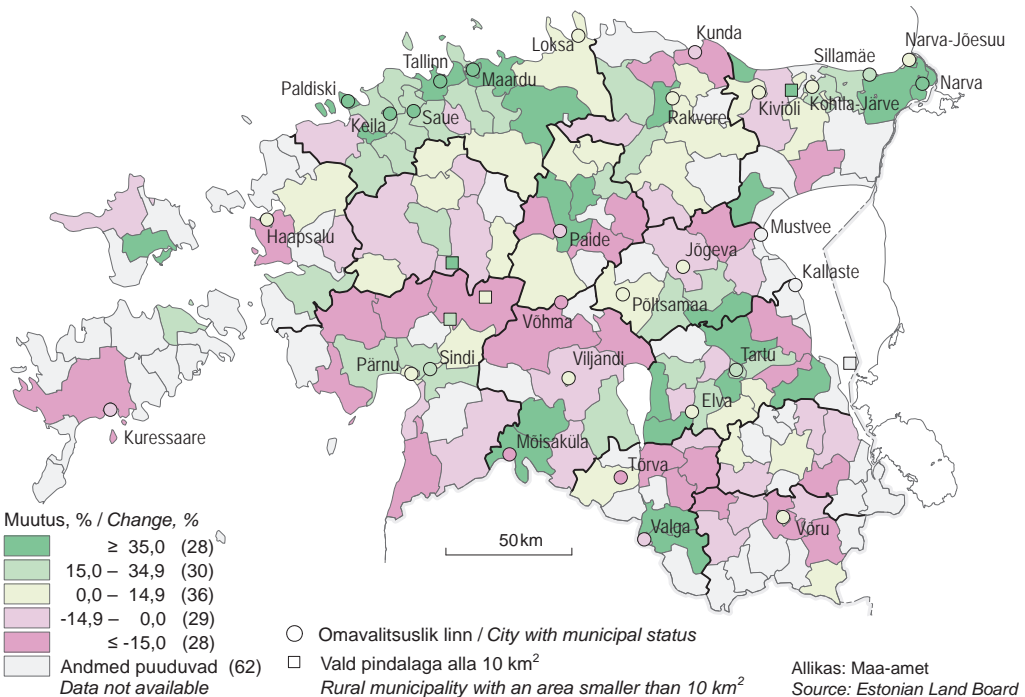 Loksa
Kunda
Narva-Jõesuu
Sillamäe
Tallinn
Maardu
Narva
Paldiski
Kiviõli
Kohtla-Järve
Keila
Saue
Rakvere
Haapsalu
Paide
Mustvee
Jõgeva
Kallaste
Põltsamaa
Võhma
Pärnu
Sindi
Viljandi
Tartu
Elva
Kuressaare
Mõisaküla
Tõrva
Valga
Võru
50 km
Muutus, % / Change, %
≥ 35,0 (28)
15,0 – 34,9 (30)
0,0 – 14,9 (36)
-14,9 – 0,0 (29)
≤ -15,0 (28)
Andmed puuduvad (62)
Data not available
Omavalitsuslik linn / City with municipal status
Vald pindalaga alla 10 km²
Rural municipality with an area smaller than 10 km²
Allikas: Maa-amet
Source: Estonian Land Board